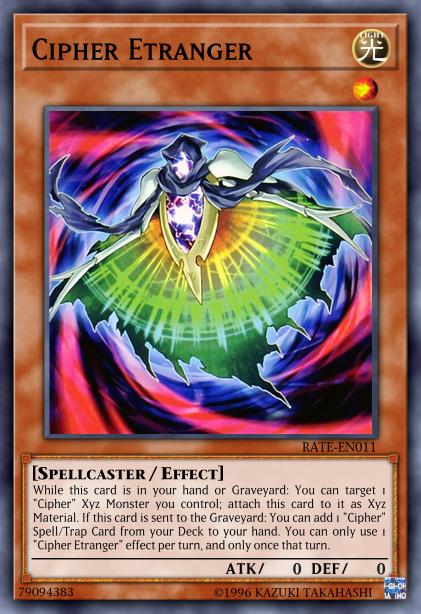 CIPHER ETRANGER
LIGHT
光
RATE-EN011
[SPELLCASTER / EFFECT]
While this card is in your hand or Graveyard: You can target 1
"Cipher" Xyz Monster you control; attach this card to it as Xyz
Material. If this card is sent to the Graveyard: You can add 1 "Cipher"
Spell/Trap Card from your Deck to your hand. You can only use 1
"Cipher Etranger" effect per turn, and only once that turn.
ATK/ 0 DEF/ 0
79094383
©1996 KAZUKI TAKAHASHI